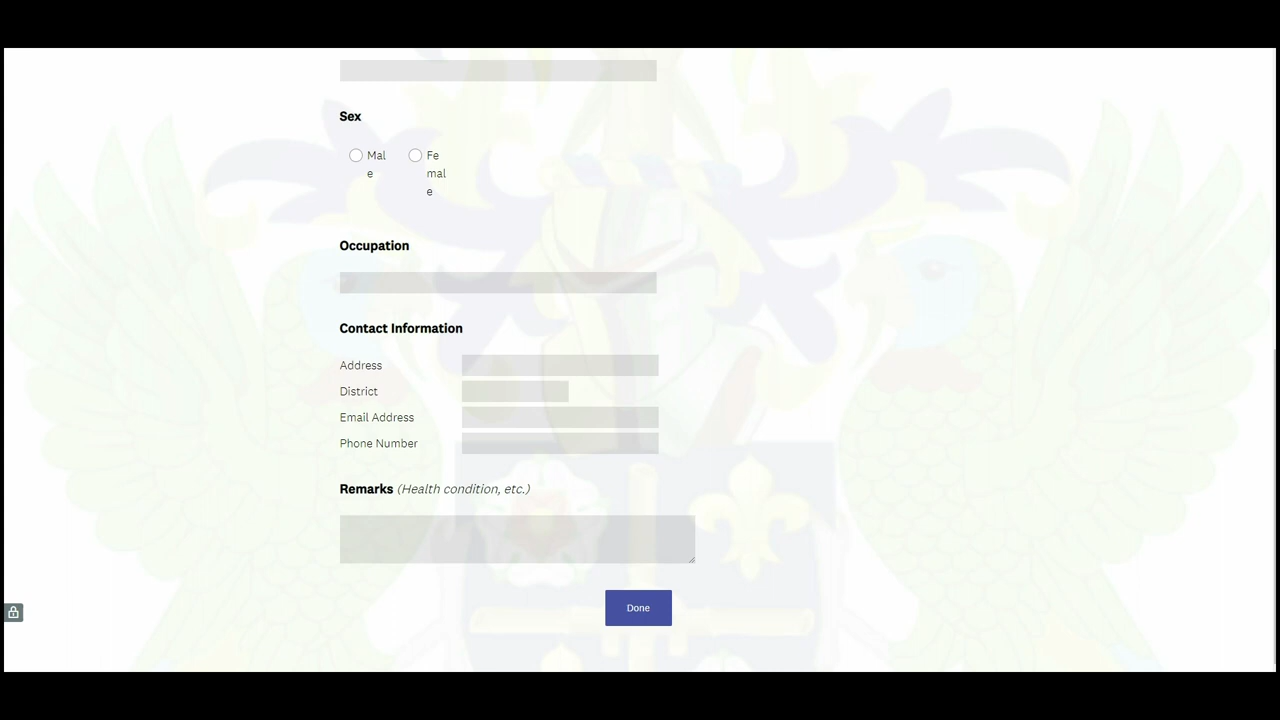 Sex
Mal
e
Fe
mal
e
Occupation
Contact Information
Address
District
Email Address
Phone Number
Remarks (Health condition, etc.)
Done